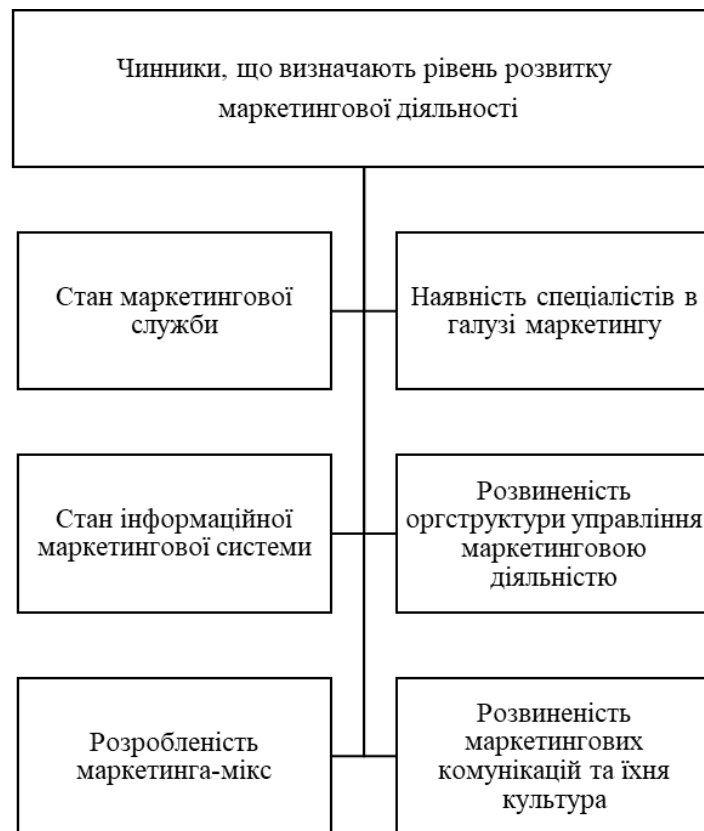 Чинники, що визначають рівень розвитку
маркетингової діяльності
Стан маркетингової
служби
Наявність спеціалістів в
галузі маркетингу
Стан інформаційної
маркетингової системи
Розвиненість
оргструктури управління
маркетинговою
діяльністю
Розробленість
маркетинга-мікс
Розвиненість
маркетингових
комунікацій та їхня
культура